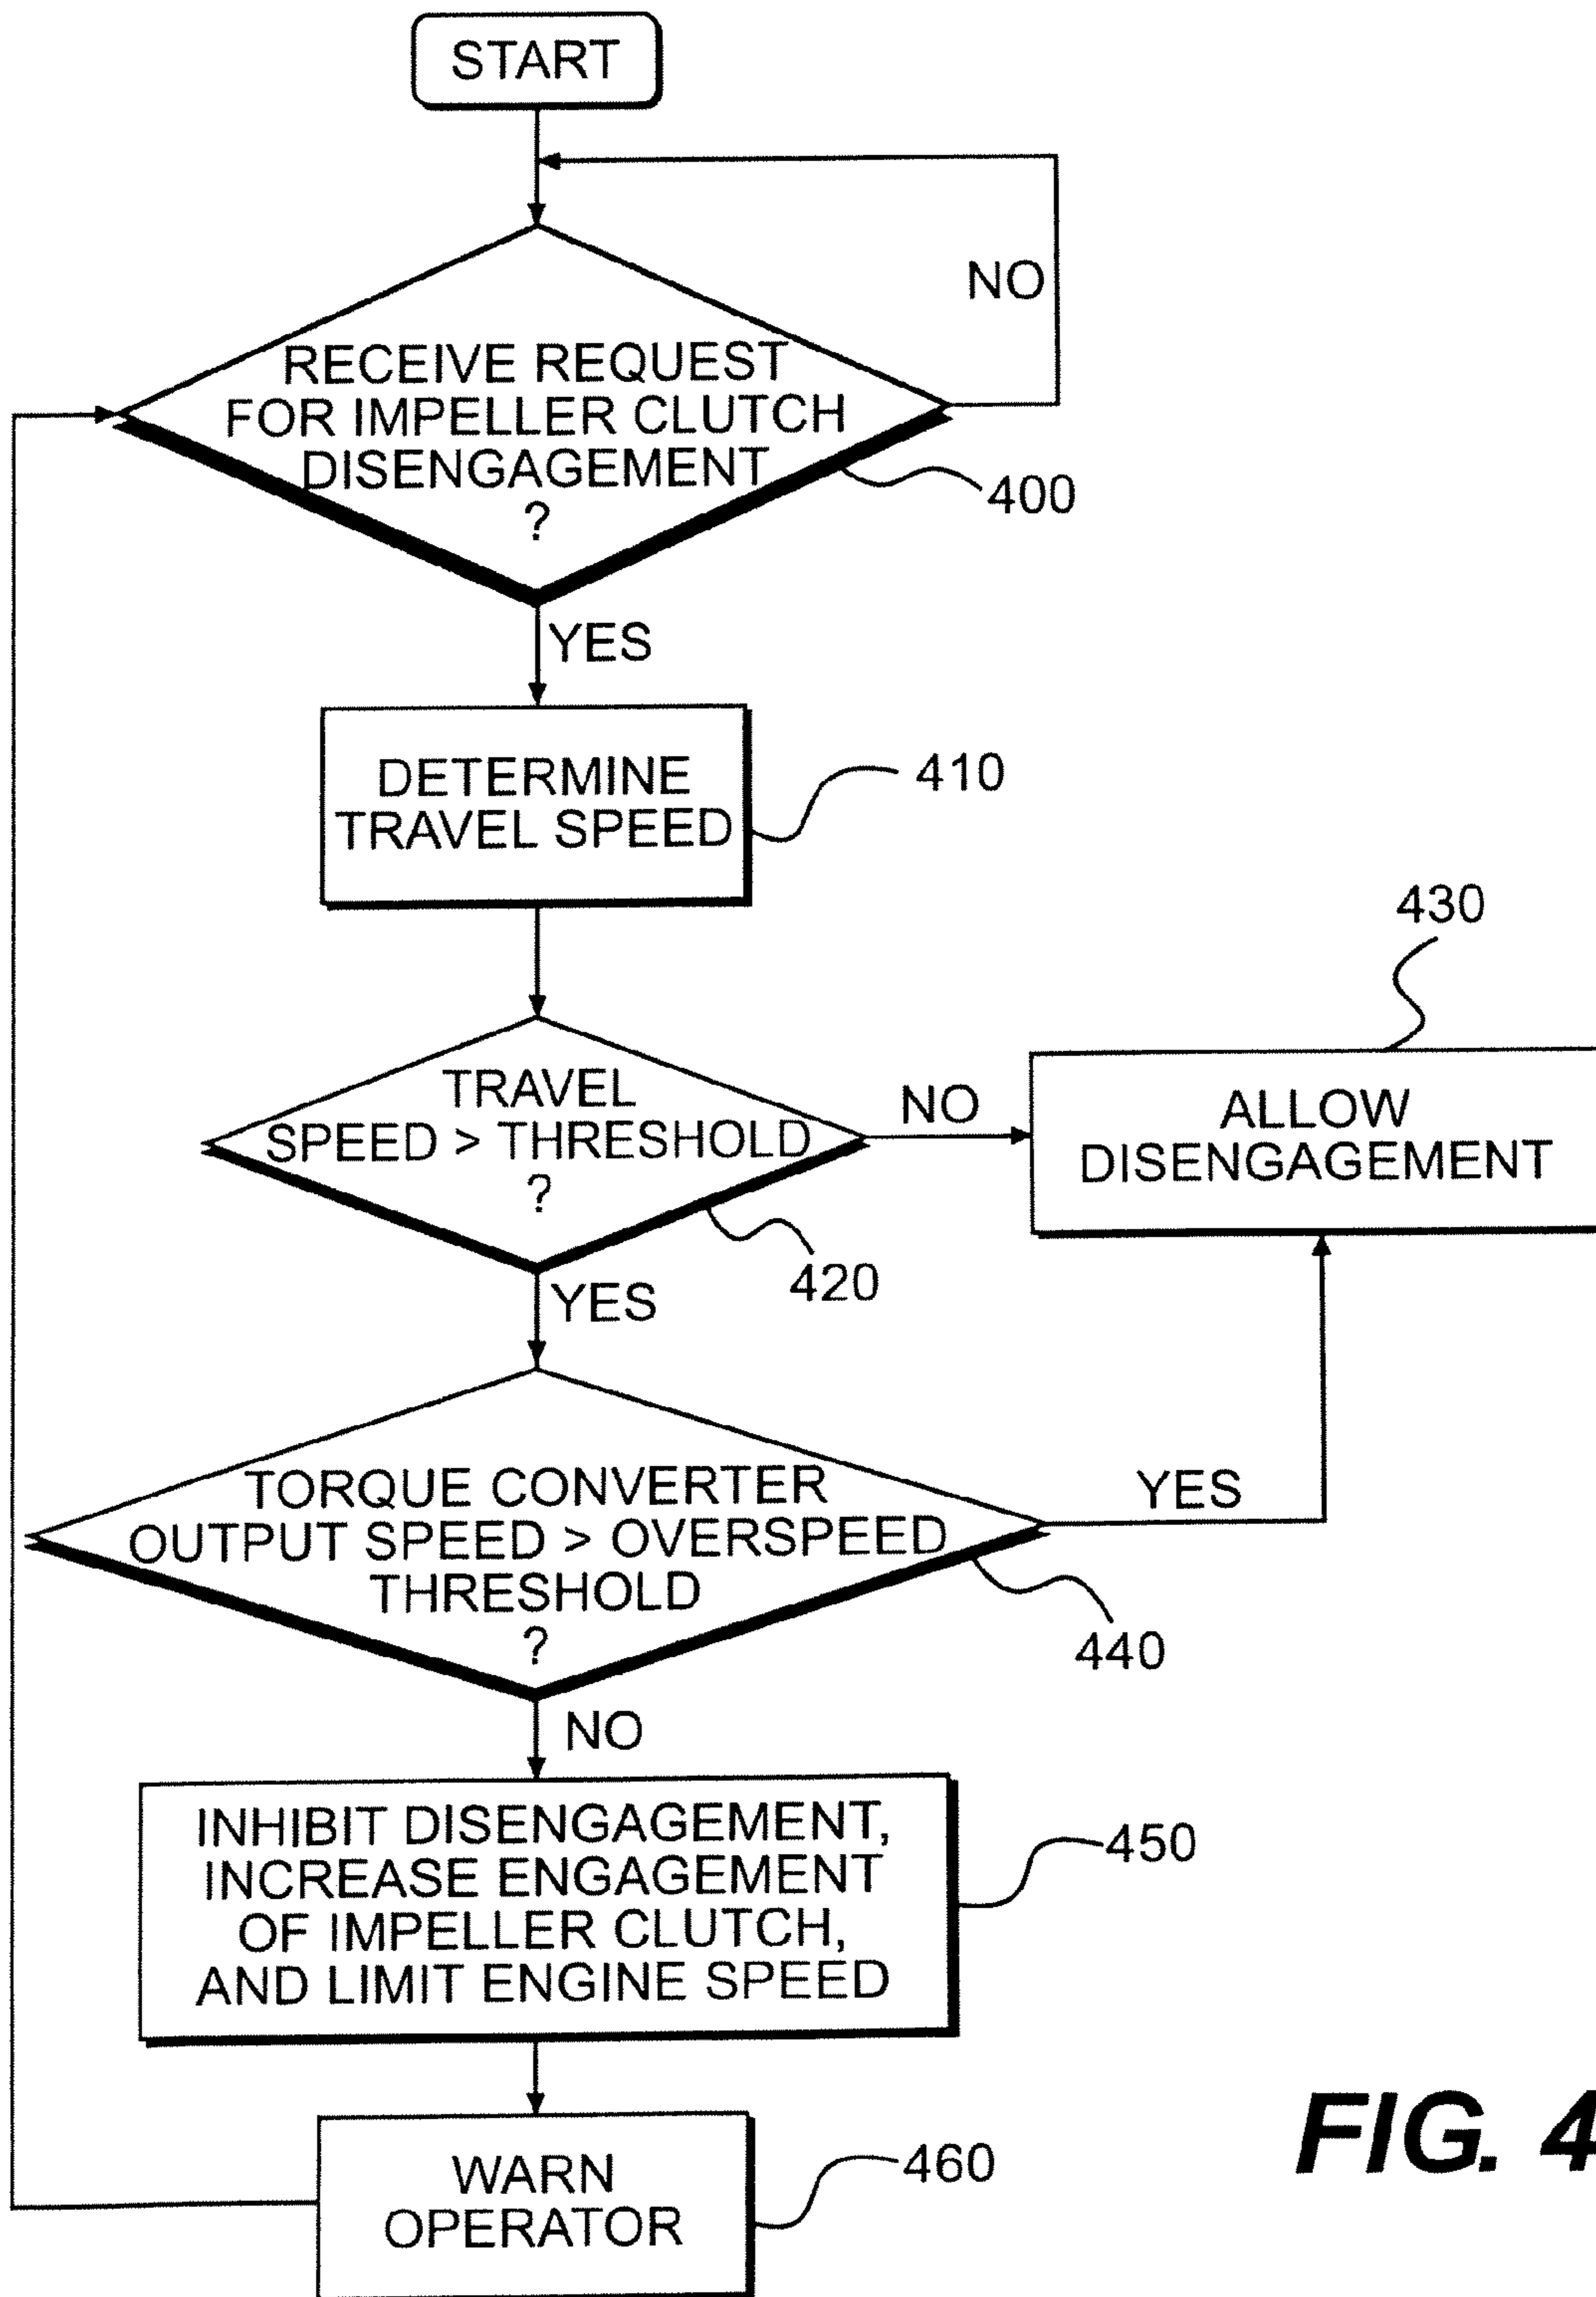 START
NO
RECEIVE REQUEST
FOR IMPELLER CLUTCH
DISENGAGEMENT
?
400
YES
DETERMINE
TRAVEL SPEED
410
430
TRAVEL
SPEED > THRESHOLD
?
NO
ALLOW
DISENGAGEMENT
420
YES
TORQUE CONVERTER
OUTPUT SPEED > OVERSPEED
THRESHOLD
?
YES
440
NO
INHIBIT DISENGAGEMENT,
INCREASE ENGAGEMENT
OF IMPELLER CLUTCH,
AND LIMIT ENGINE SPEED
450
WARN
OPERATOR
460
FIG. 4